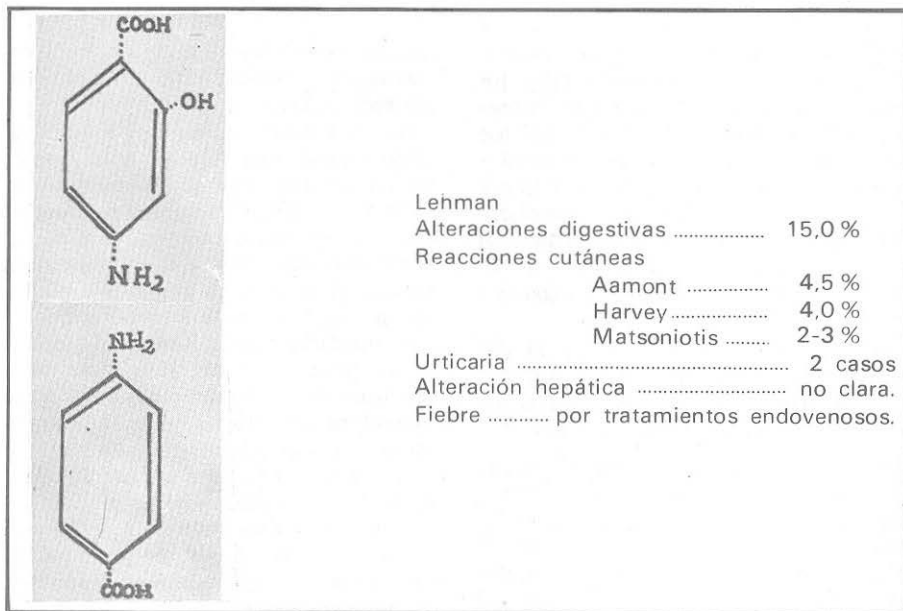 COOH
OH
NH₂
NH₂
COOH
Lehman
Alteraciones digestivas ................. 15,0 %
Reacciones cutáneas
Aamont .............. 4,5 %
Harvey ................. 4,0 %
Matsoniotis ......... 2-3 %
Urticaria ................................................ 2 casos
Alteración hepática ........................ no clara.
Fiebre ........... por tratamientos endovenosos.